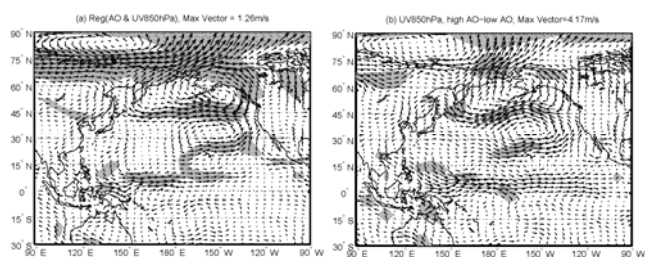 (a) Reg(AO & UV850hPa), Max Vector = 1.26m/s
(b) UV850hPa, high AO-low AO, Max Vector=4.17m/s
90° N
75° N
60° N
45° N
30° N
15° N
0°
15° S
30° S
90° E 120° E 150° E 180° W 150° W 120° W 90° W
90° N
75° N
60° N
45° N
30° N
15° N
0°
15° S
30° S
90° E 120° E 150° E 180° W 150° W 120° W 90° W